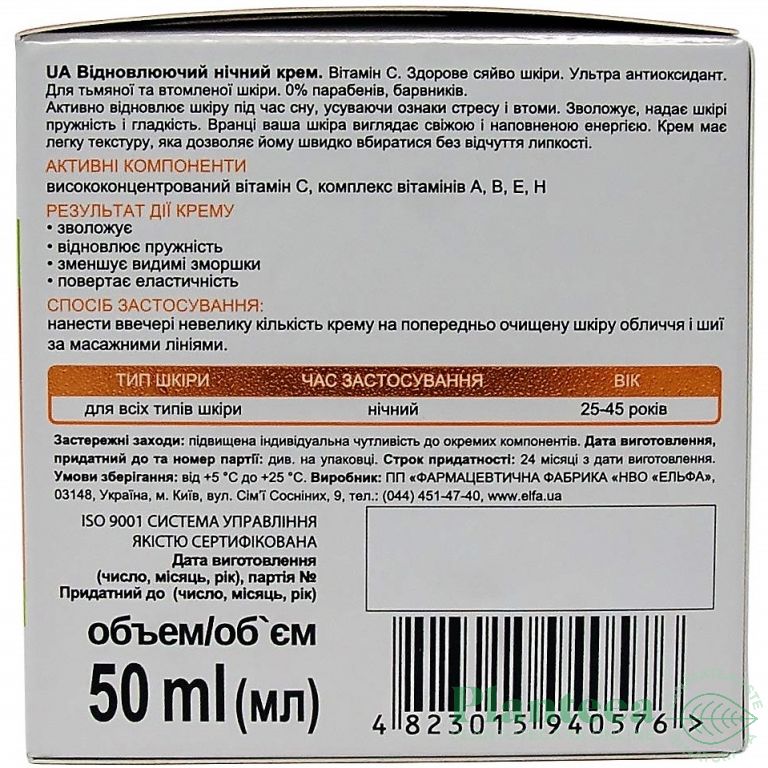 UA Відновлюючий нічний крем. Вітамін С. Здорове сяйво шкіри. Ультра антиоксидант.
Для тьмяної та втомленої шкіри. 0% парабенів, барвників.
Активно відновлює шкіру під час сну, усуваючи ознаки стресу і втоми. Зволожує, надає шкірі
пружність і гладкість. Вранці ваша шкіра виглядає свіжою і наповненою енергією. Крем має
легку текстуру, яка дозволяє йому швидко вбиратися без відчуття липкості.
АКТИВНІ КОМПОНЕНТИ
висококонцентрований вітамін С, комплекс вітамінів А, В, Е, Н
РЕЗУЛЬТАТ ДІЇ КРЕМУ
• зволожує
• відновлює пружність
• зменшує видимі зморшки
• повертає еластичність
СПОСІБ ЗАСТОСУВАННЯ:
нанести ввечері невелику кількість крему на попередньо очищену шкіру обличчя і шиї
за масажними лініями.
ТИП ШКІРИ ЧАС ЗАСТОСУВАННЯ ВІК
для всіх типів шкіри нічний 25-45 років
Застережні заходи: підвищена індивідуальна чутливість до окремих компонентів. Дата виготовлення,
придатний до та номер партії: див. на упаковці. Строк придатності: 24 місяці з дати виготовлення.
Умови зберігання: від +5 °С до +25 °С. Виробник: ПП «ФАРМАЦЕВТИЧНА ФАБРИКА «НВО «ЕЛЬФА»,
03148, Україна, м. Київ, вул. Сім'ї Сосніних, 9, тел.: (044) 451-47-40, www.elfa.ua
ISO 9001 СИСТЕМА УПРАВЛІННЯ
ЯКІСТЮ СЕРТИФІКОВАНА
Дата виготовлення
(число, місяць, рік), партія №
Придатний до (число, місяць, рік)
объем/об`єм
50 ml (мл)
4 823015 940576 >
Planteea